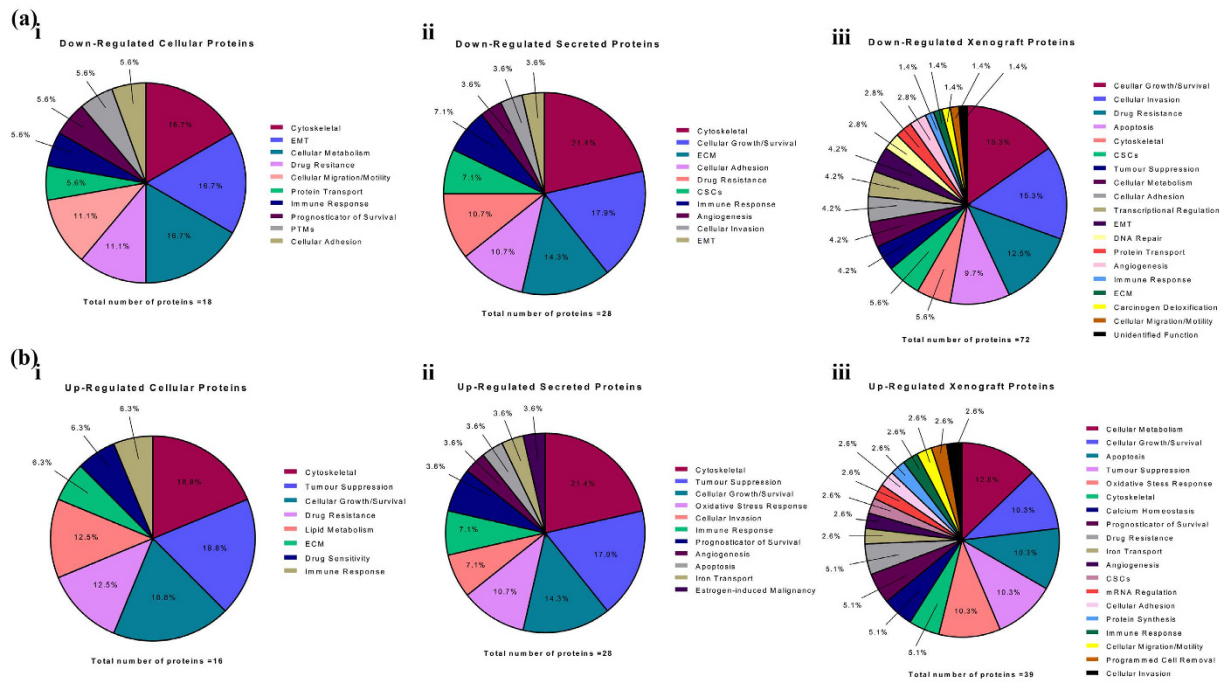 (a)
i
Down-Regulated Cellular Proteins
5.6%
5.6%
5.6%
5.6%
5.6%
16.7%
16.7%
16.7%
11.1%
11.1%
Cytoskeletal
EMT
Cellular Metabolism
Drug Resitance
Cellular Migration/Motility
Protein Transport
Immune Response
Prognosticator of Survival
PTMs
Cellular Adhesion
Total number of proteins =18
ii
Down-Regulated Secreted Proteins
3.6%
3.6%
3.6%
7.1%
7.1%
10.7%
10.7%
14.3%
17.9%
21.4%
Cytoskeletal
Cellular Growth/Survival
ECM
Cellular Adhesion
Drug Resistance
CSCs
Immune Response
Angiogenesis
Cellular Invasion
EMT
Total number of proteins =28
iii
Down-Regulated Xenograft Proteins
1.4%
1.4%
1.4%
1.4%
1.4%
2.8%
2.8%
2.8%
4.2%
4.2%
4.2%
4.2%
4.2%
5.6%
5.6%
9.7%
12.5%
15.3%
15.3%
Ceular Growth/Survival
Cellular Invasion
Drug Resistance
Apoptosis
Cytoskeletal
CSCs
Tumour Suppression
Cellular Metabolism
Cellular Adhesion
Transcriptional Regulation
EMT
DNA Repair
Protein Transport
Angiogenesis
Immune Response
ECM
Carcinogen Detoxification
Cellular Migration/Motility
Unidentified Function
Total number of proteins =72
(b)
i
Up-Regulated Cellular Proteins
6.3%
6.3%
6.3%
12.5%
12.5%
18.8%
18.8%
18.8%
Cytoskeletal
Tumour Suppression
Cellular Growth/Survival
Drug Resistance
Lipid Metabolism
ECM
Drug Sensitivity
Immune Response
Total number of proteins =16
ii
Up-Regulated Secreted Proteins
3.6%
3.6%
3.6%
3.6%
3.6%
7.1%
7.1%
10.7%
14.3%
17.9%
21.4%
Cytoskeletal
Tumour Suppression
Cellular Growth/Survival
Oxidative Stess Response
Cellular Invasion
Immune Response
Prognosticator of Survival
Angiogenesis
Apoptosis
Iron Transport
Estrogen-induced Malignancy
Total number of proteins =28
iii
Up-Regulated Xenograft Proteins
2.6%
2.6%
2.6%
2.6%
2.6%
2.6%
2.6%
2.6%
2.6%
2.6%
5.1%
5.1%
5.1%
5.1%
10.3%
10.3%
10.3%
10.3%
12.8%
Cellular Metabolism
Cellular Growth/Survival
Apoptosis
Tumour Suppression
Oxidative Stess Response
Cytoskeletal
Calcium Homeostasis
Prognosticator of Survival
Drug Resistance
Iron Transport
Angiogenesis
CSCs
mRNA Regulation
Cellular Adhesion
Protein Synthesis
Immune Response
Cellular Migration/Motility
Programmed Cell Removal
Cellular Invasion
Total number of proteins =39